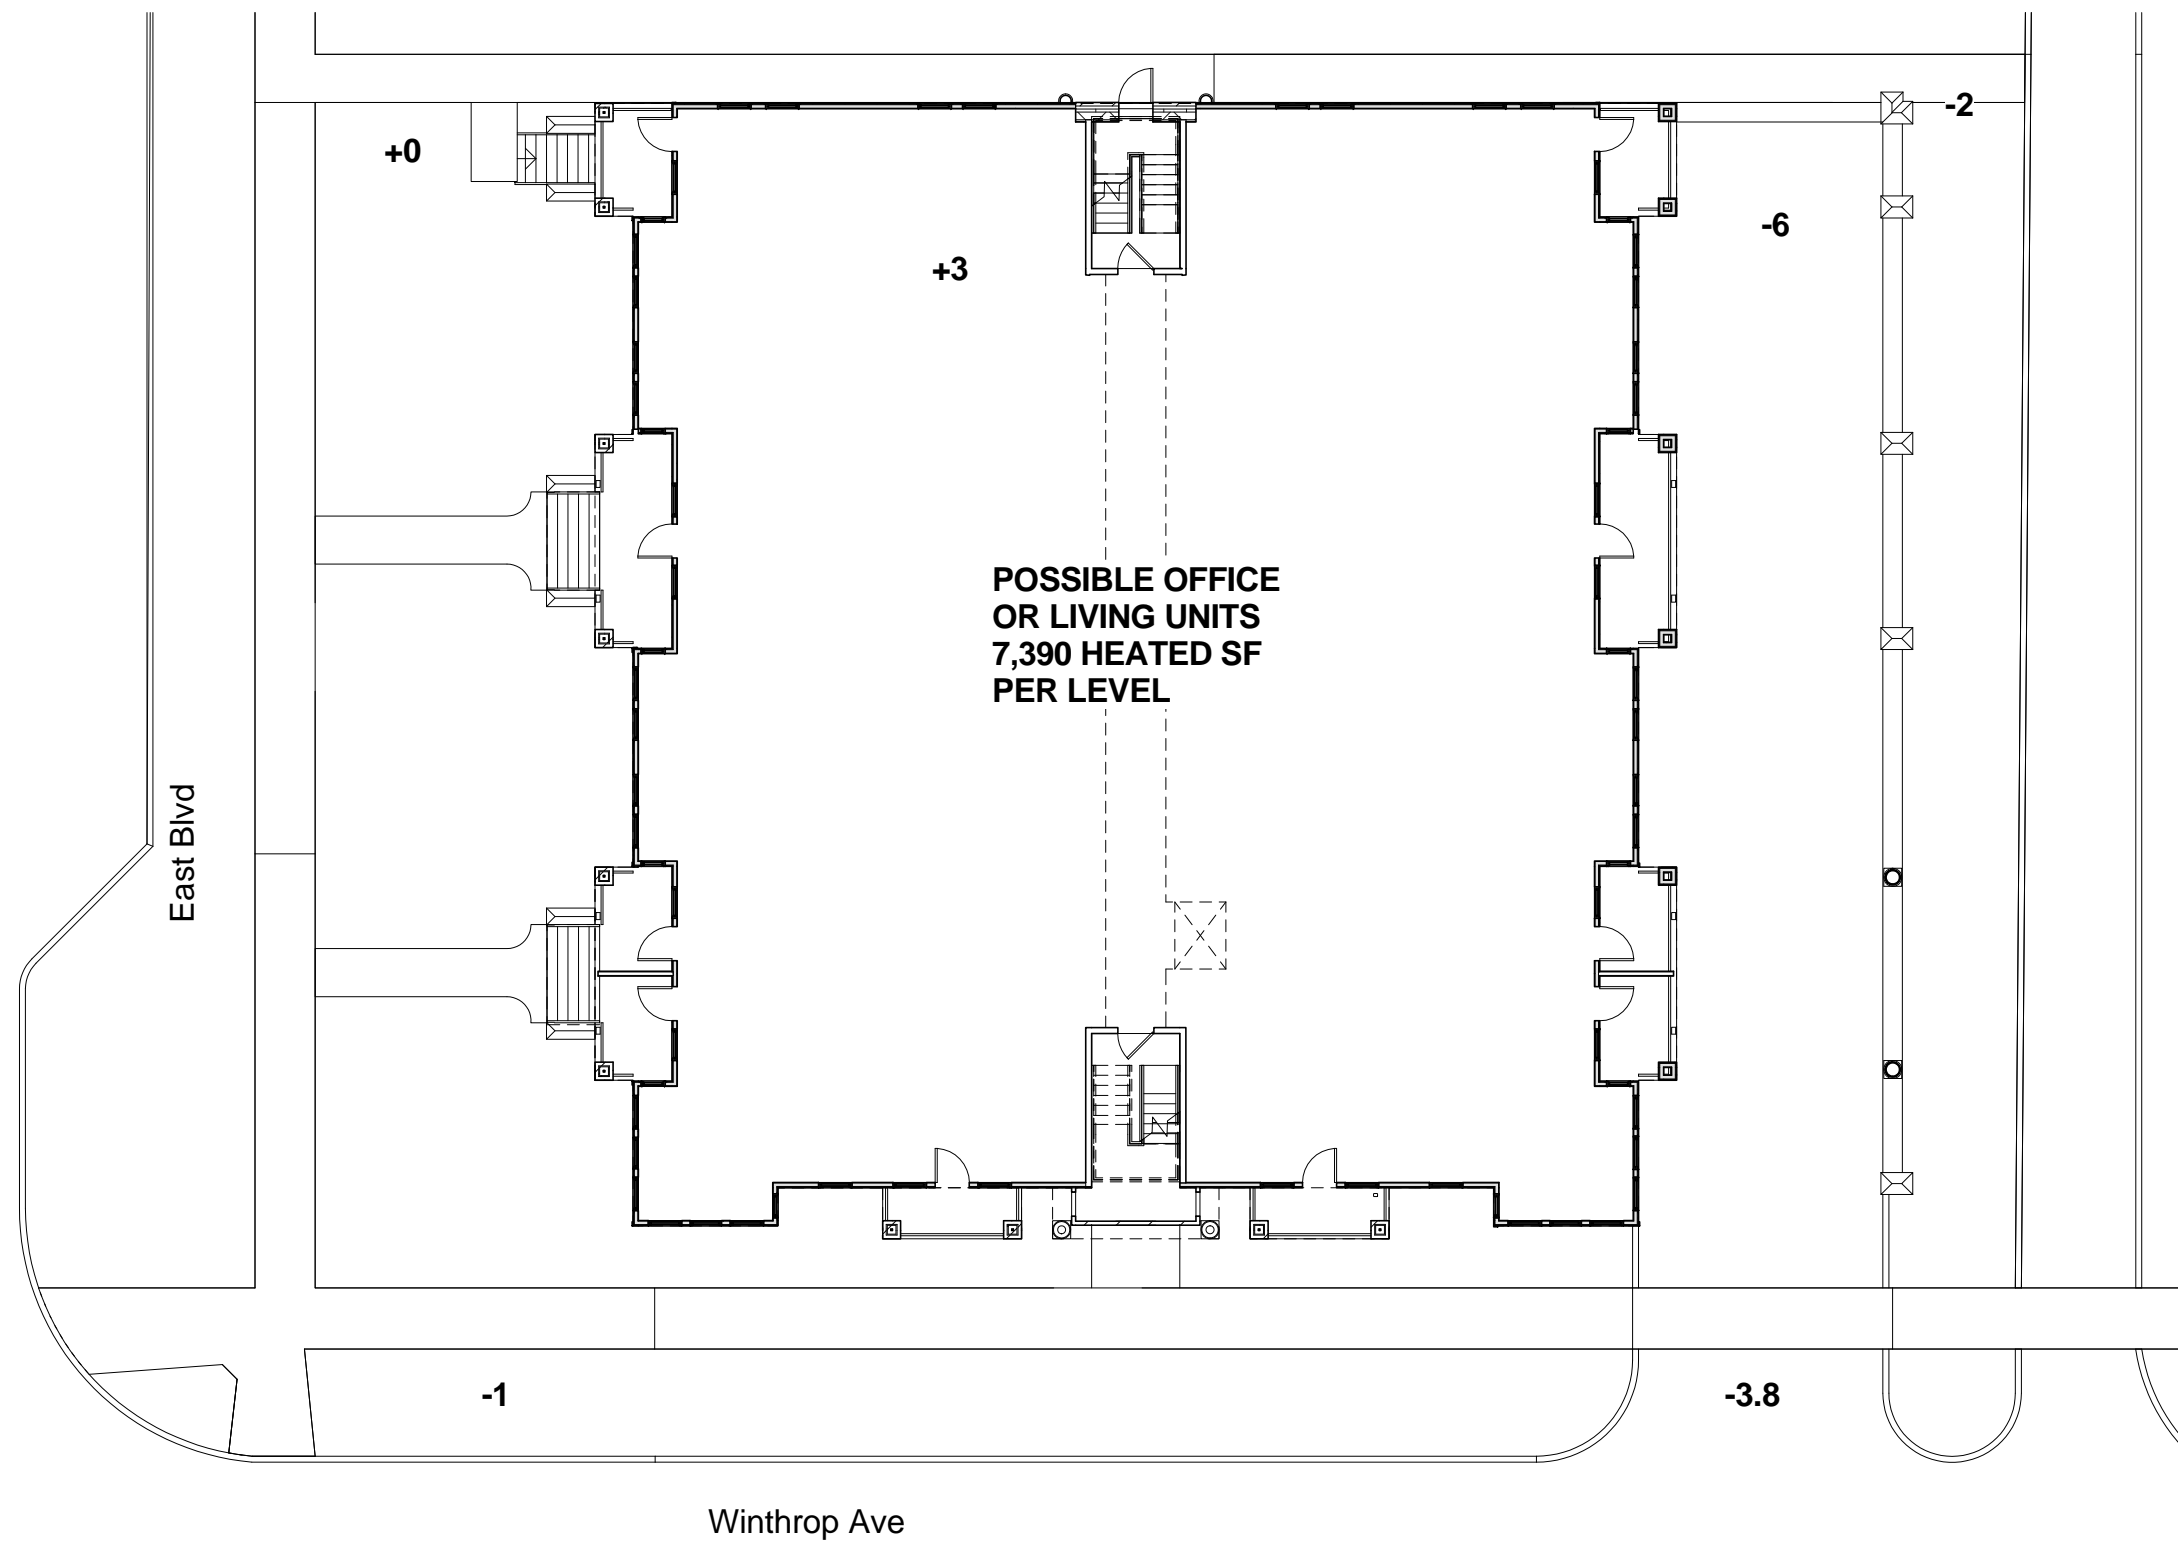 -2
+0
-6
+3
POSSIBLE OFFICE
OR LIVING UNITS
7,390 HEATED SF
PER LEVEL
East Blvd
-1
-3.8
Winthrop Ave